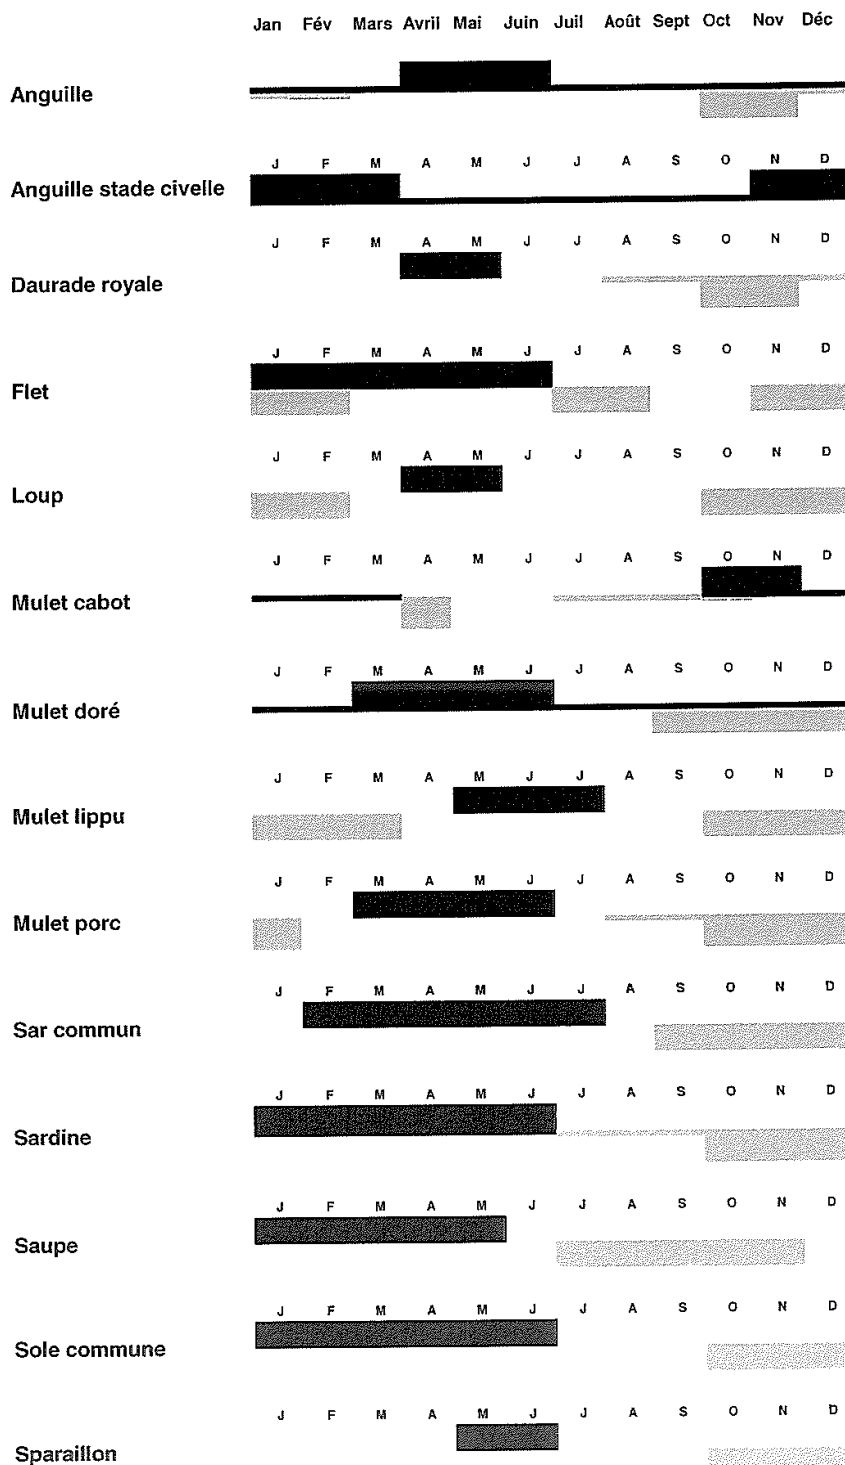 Jan Fév Mars Avril Mai Juin Juil Août Sept Oct Nov Déc
Anguille
J F M A M J J A S O N D
Anguille stade civelle
J F M A M J J A S O N D
Daurade royale
J F M A M J J A S O N D
Flet
J F M A M J J A S O N D
Loup
J F M A M J J A S O N D
Mulet cabot
J F M A M J J A S O N D
Mulet doré
J F M A M J J A S O N D
Mulet lippu
J F M A M J J A S O N D
Mulet porc
J F M A M J J A S O N D
Sar commun
J F M A M J J A S O N D
Sardine
J F M A M J J A S O N D
Saupe
J F M A M J J A S O N D
Sole commune
J F M A M J J A S O N D
Sparaillon